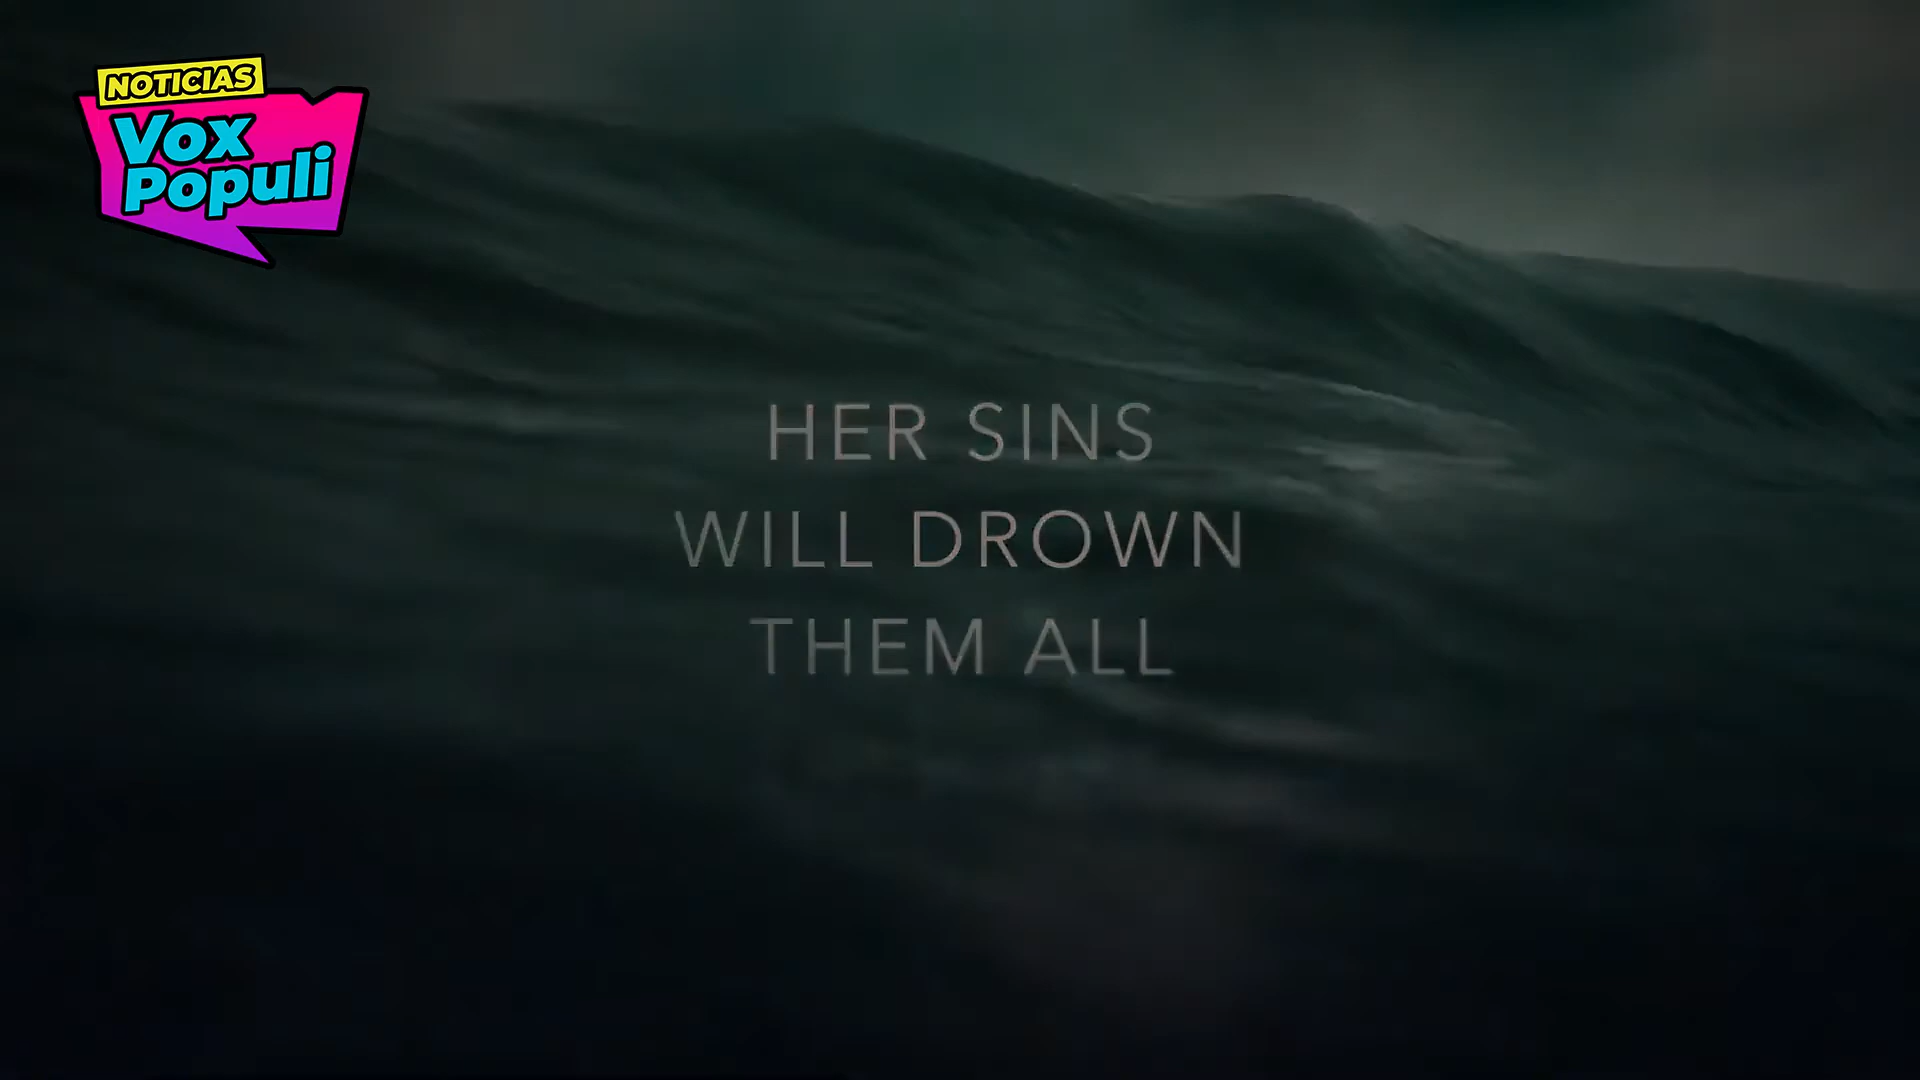 NOTICIAS
Vox
Populi
HER SINS
WILL DROWN
THEM ALL